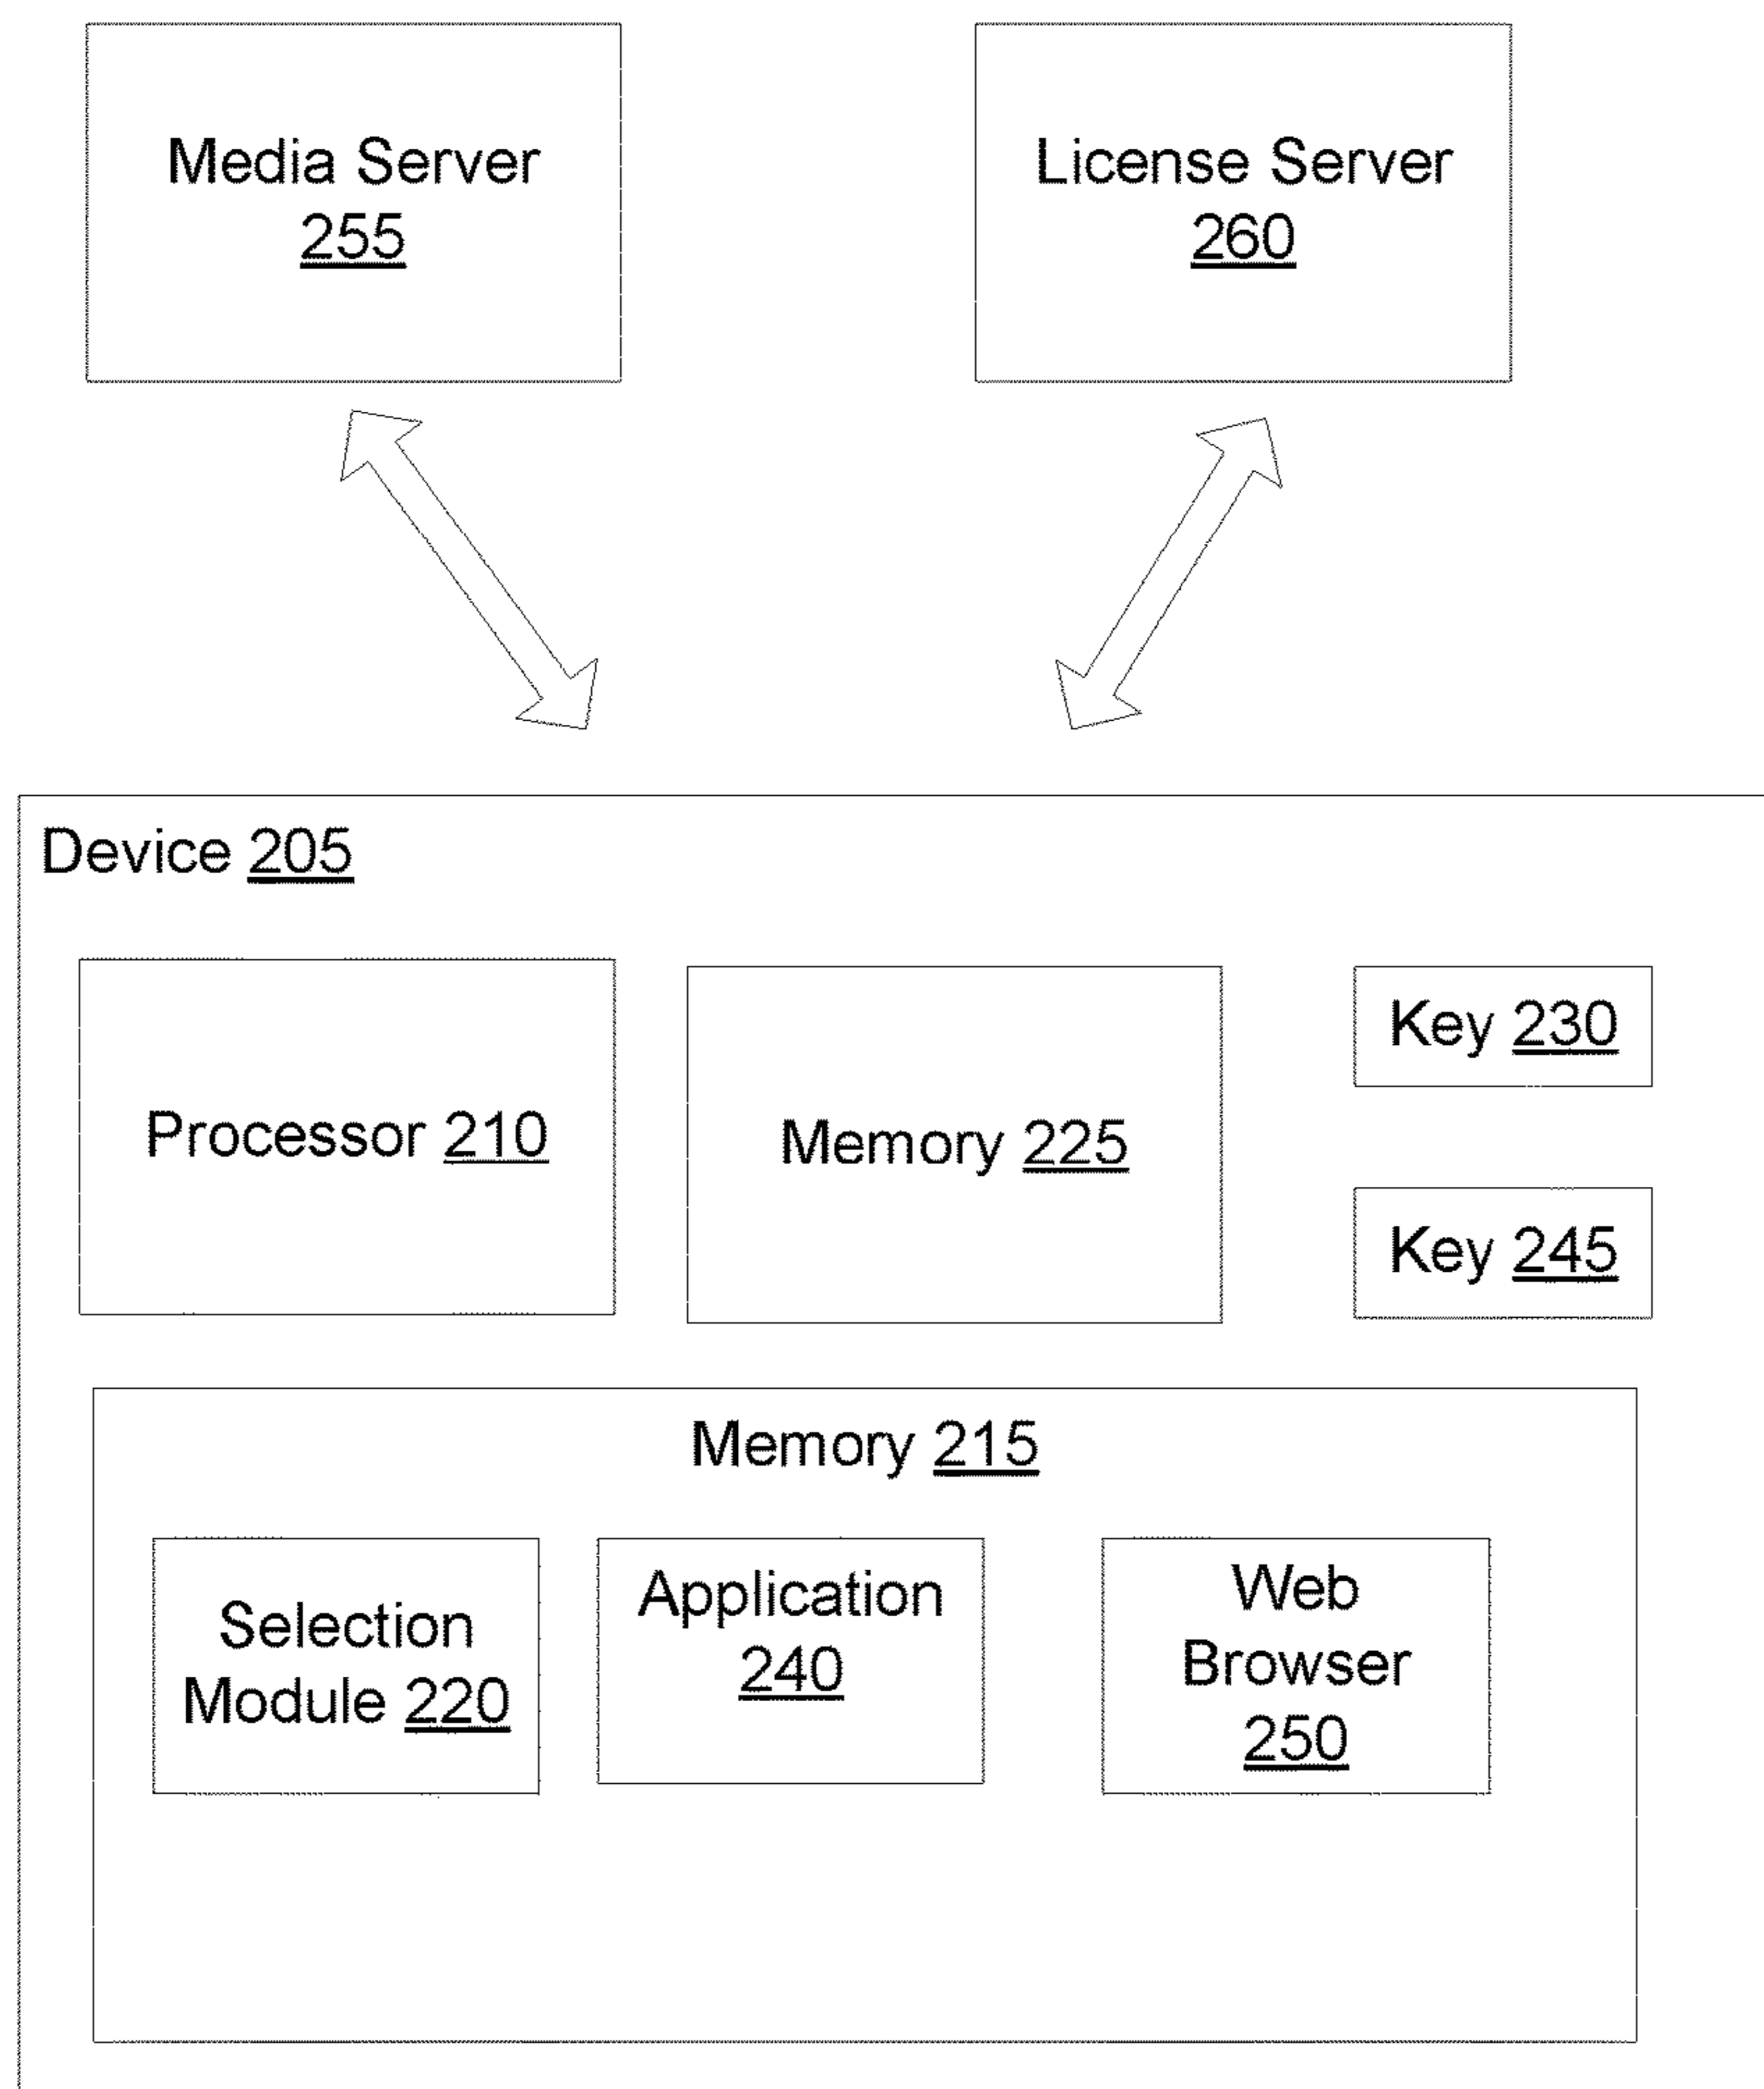 Media Server
255
License Server
260
Device 205
Processor 210
Memory 225
Key 230
Key 245
Memory 215
Selection
Module 220
Application
240
Web
Browser
250